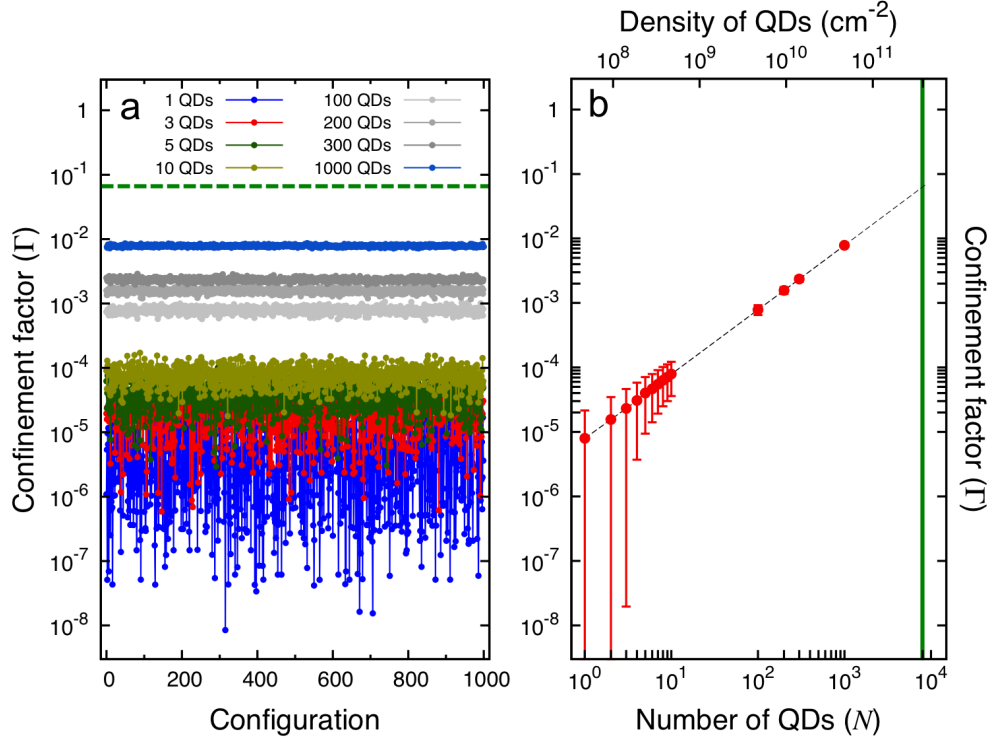 a
1 QDs
3 QDs
5 QDs
10 QDs
100 QDs
200 QDs
300 QDs
1000 QDs
1
10-1
10-2
10-3
10-4
10-5
10-6
10-7
10-8
Confinement factor (Γ)
0 200 400 600 800 1000
Configuration
Density of QDs (cm-2)
10^8 10^9 10^10 10^11
b
1
10-1
10-2
10-3
10-4
10-5
10-6
10-7
10-8
Confinement factor (Γ)
10^0 10^1 10^2 10^3 10^4
Number of QDs (N)